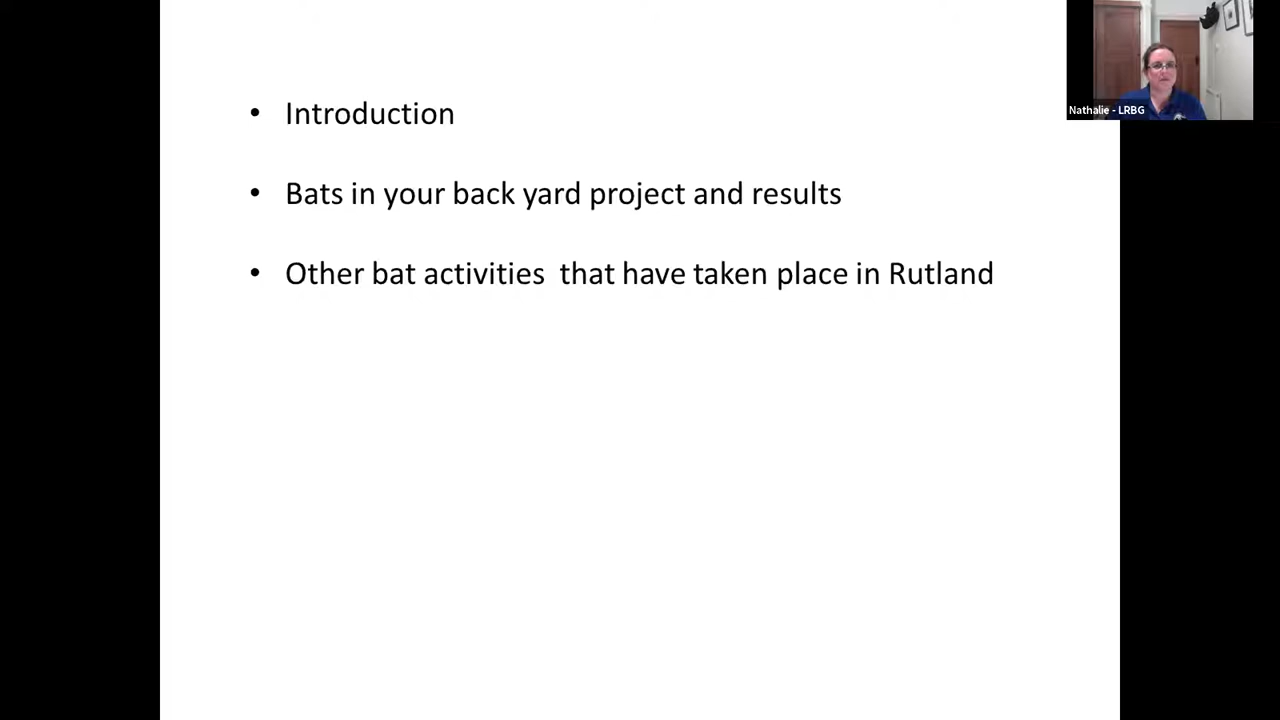 • Introduction
• Bats in your back yard project and results
• Other bat activities  that have taken place in Rutland
Nathalie - LRBG